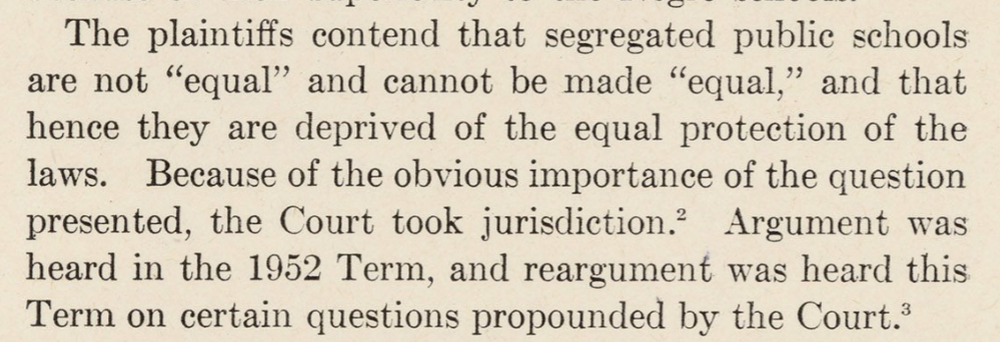 The plaintiffs contend that segregated public schools
are not “equal” and cannot be made “equal,” and that
hence they are deprived of the equal protection of the
laws. Because of the obvious importance of the question
presented, the Court took jurisdiction.² Argument was
heard in the 1952 Term, and reargument was heard this
Term on certain questions propounded by the Court.³